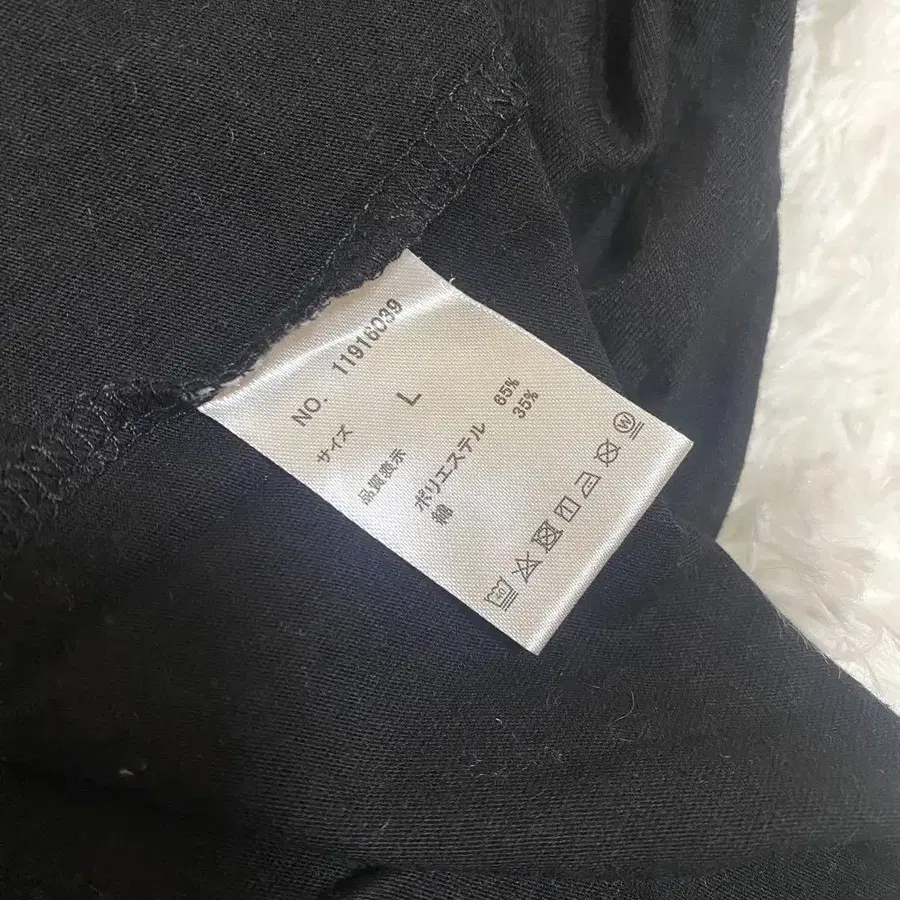 NO. 11916039
サイズ L
品質表示
ポリエステル 65%
綿 35%
W